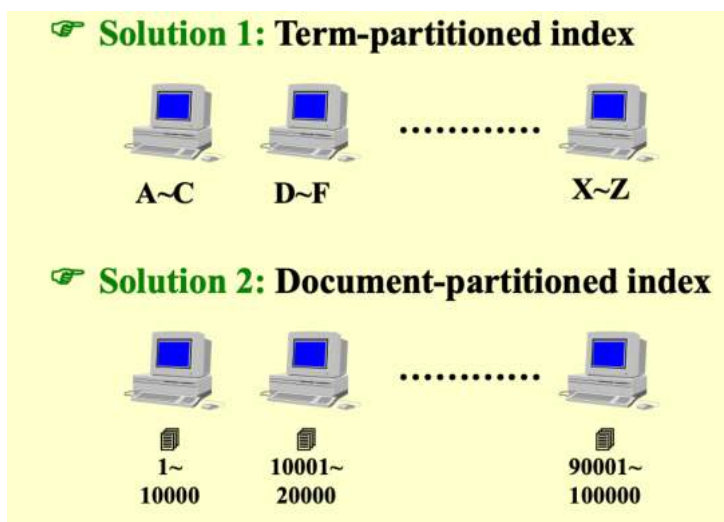 ☞ Solution 1: Term-partitioned index
............
A~C D~F X~Z
☞ Solution 2: Document-partitioned index
............
1~ 10001~ 90001~
10000 20000 100000